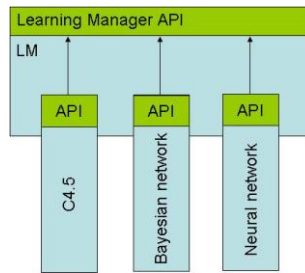 Learning Manager API
LM
API
API
API
C4.5
Bayesian network
Neural network